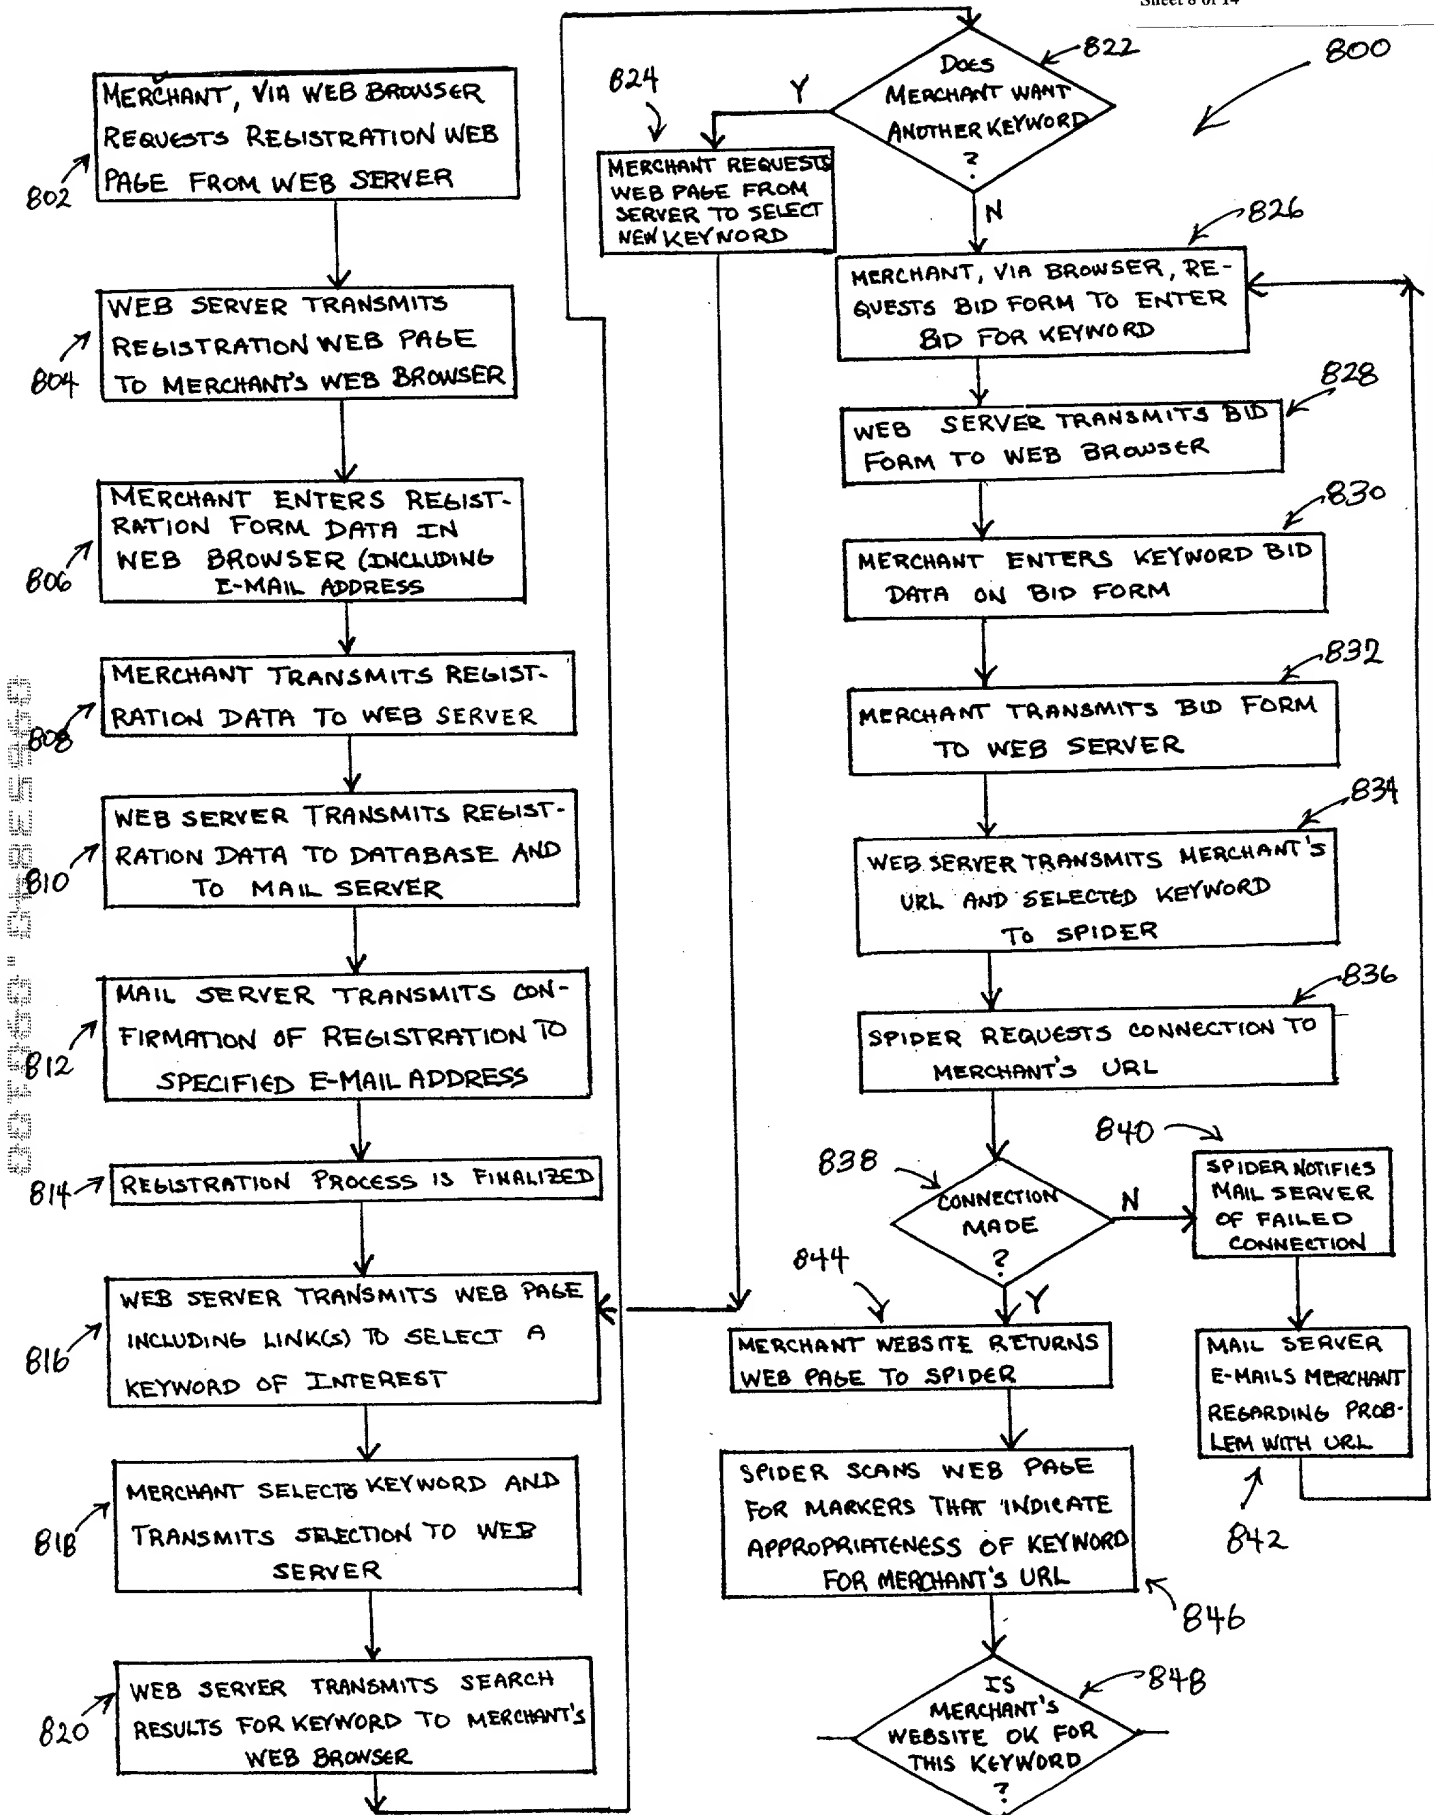 Sheet 8 of 14
800
MERCHANT, VIA WEB BROWSER
REQUESTS REGISTRATION WEB
PAGE FROM WEB SERVER
802
WEB SERVER TRANSMITS
REGISTRATION WEB PAGE
TO MERCHANT'S WEB BROWSER
804
MERCHANT ENTERS REGIST-
RATION FORM DATA IN
WEB BROWSER (INCLUDING
E-MAIL ADDRESS
806
MERCHANT TRANSMITS REGIST-
RATION DATA TO WEB SERVER
808
WEB SERVER TRANSMITS REGIST-
RATION DATA TO DATABASE AND
TO MAIL SERVER
810
MAIL SERVER TRANSMITS CON-
FIRMATION OF REGISTRATION TO
SPECIFIED E-MAIL ADDRESS
812
REGISTRATION PROCESS IS FINALIZED
814
WEB SERVER TRANSMITS WEB PAGE
INCLUDING LINK(S) TO SELECT A
KEYWORD OF INTEREST
816
MERCHANT SELECTS KEYWORD AND
TRANSMITS SELECTION TO WEB
SERVER
818
WEB SERVER TRANSMITS SEARCH
RESULTS FOR KEYWORD TO MERCHANT'S
WEB BROWSER
820
DOES
MERCHANT WANT
ANOTHER KEYWORD
?
822
Y
N
824
MERCHANT REQUESTS
WEB PAGE FROM
SERVER TO SELECT
NEW KEYNORD
826
MERCHANT, VIA BROWSER, RE-
QUESTS BID FORM TO ENTER
BID FOR KEYWORD
828
WEB SERVER TRANSMITS BID
FORM TO WEB BROWSER
830
MERCHANT ENTERS KEYWORD BID
DATA ON BID FORM
832
MERCHANT TRANSMITS BID FORM
TO WEB SERVER
834
WEB SERVER TRANSMITS MERCHANT'S
URL AND SELECTED KEYWORD
TO SPIDER
836
SPIDER REQUESTS CONNECTION TO
MERCHANT'S URL
838
CONNECTION
MADE
?
N
Y
840
SPIDER NOTIFIES
MAIL SERVER
OF FAILED
CONNECTION
MAIL SERVER
E-MAILS MERCHANT
REGARDING PROB-
LEM WITH URL
842
844
MERCHANT WEBSITE RETURNS
WEB PAGE TO SPIDER
SPIDER SCANS WEB PAGE
FOR MARKERS THAT INDICATE
APPROPRIATENESS OF KEYWORD
FOR MERCHANT'S URL
846
IS
MERCHANT'S
WEBSITE OK FOR
THIS KEYWORD
?
848